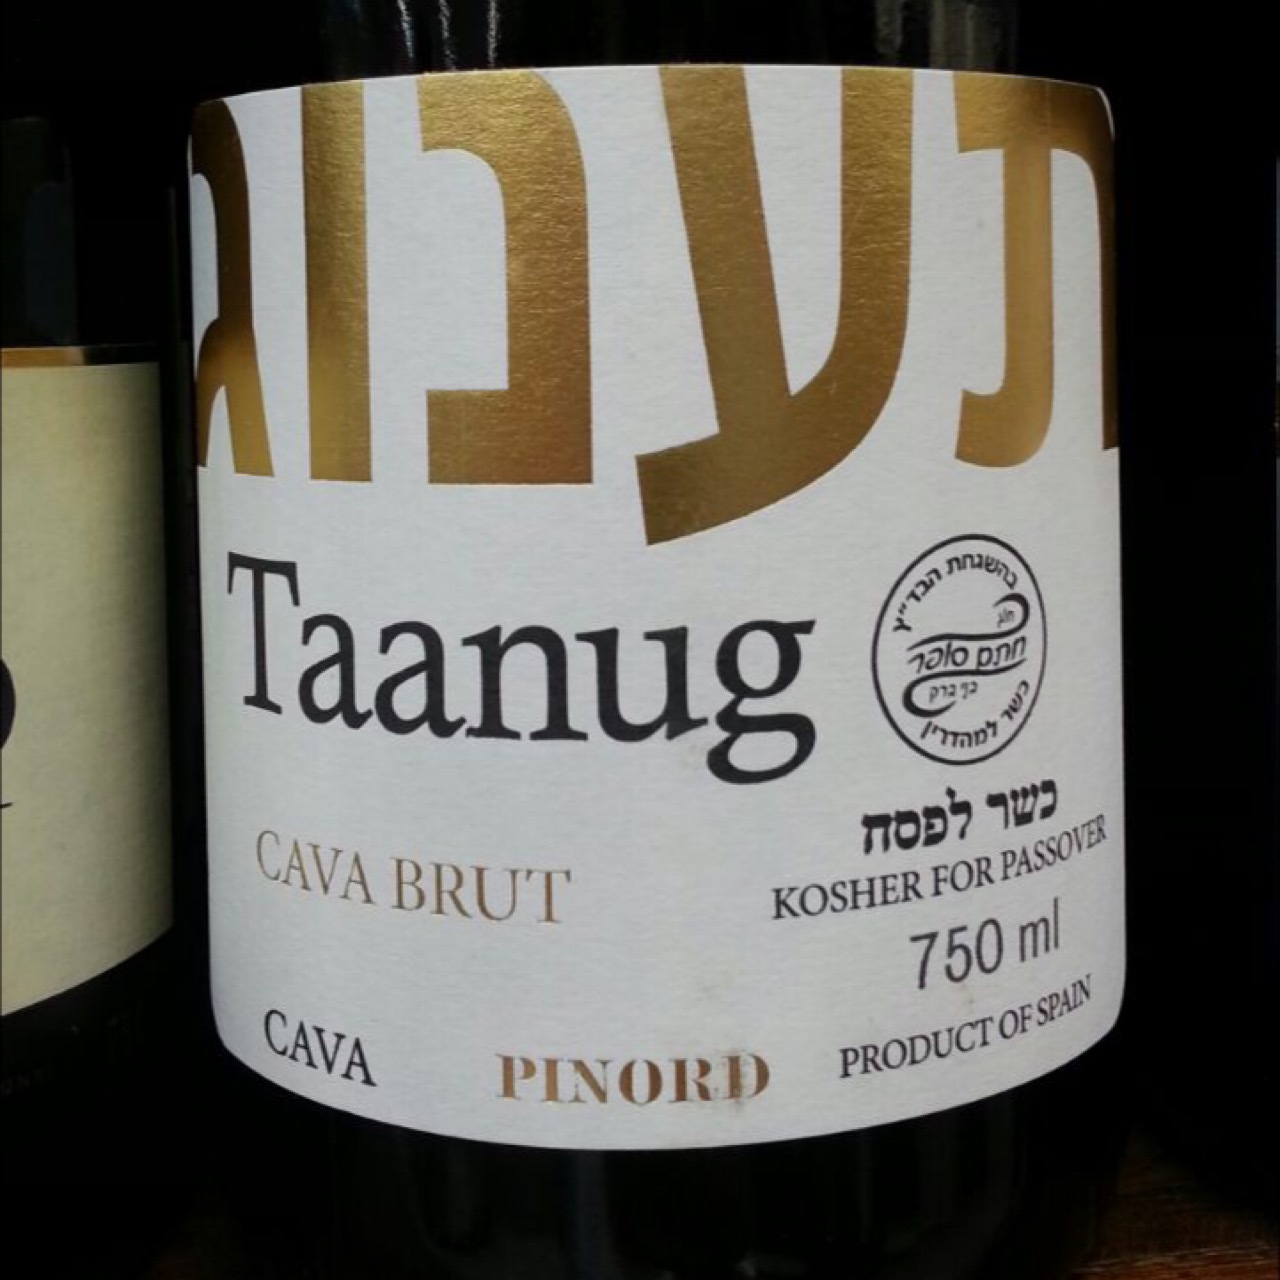 תענוג
Taanug
בהשגחת הבד"ץ
חוג
חתם סופר
בני ברק
כשר למהדרין
כשר לפסח
KOSHER FOR PASSOVER
CAVA BRUT
750 ml
CAVA
PINORD
PRODUCT OF SPAIN